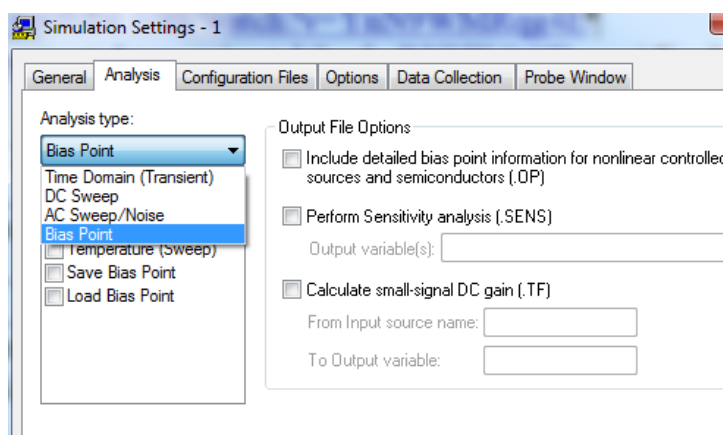 Simulation Settings - 1
General
Analysis
Configuration Files
Options
Data Collection
Probe Window
Analysis type:
Bias Point
Time Domain (Transient)
DC Sweep
AC Sweep/Noise
Bias Point
Temperature (Sweep)
Save Bias Point
Load Bias Point
Output File Options
Include detailed bias point information for nonlinear controlled
sources and semiconductors (.OP)
Perform Sensitivity analysis (.SENS)
Output variable(s):
Calculate small-signal DC gain (.TF)
From Input source name:
To Output variable: